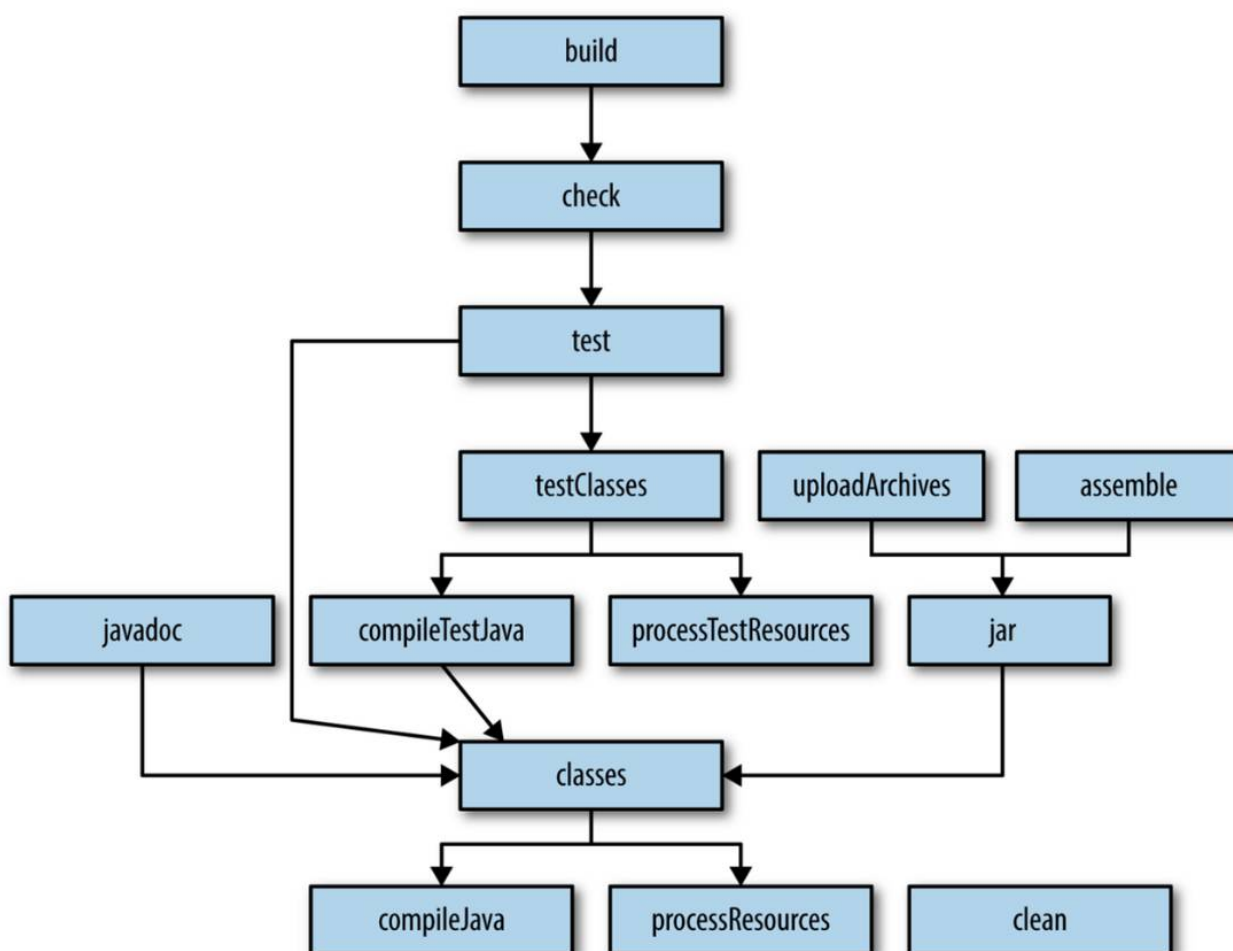 build
check
test
testClasses
uploadArchives
assemble
javadoc
compileTestJava
processTestResources
jar
classes
compileJava
processResources
clean